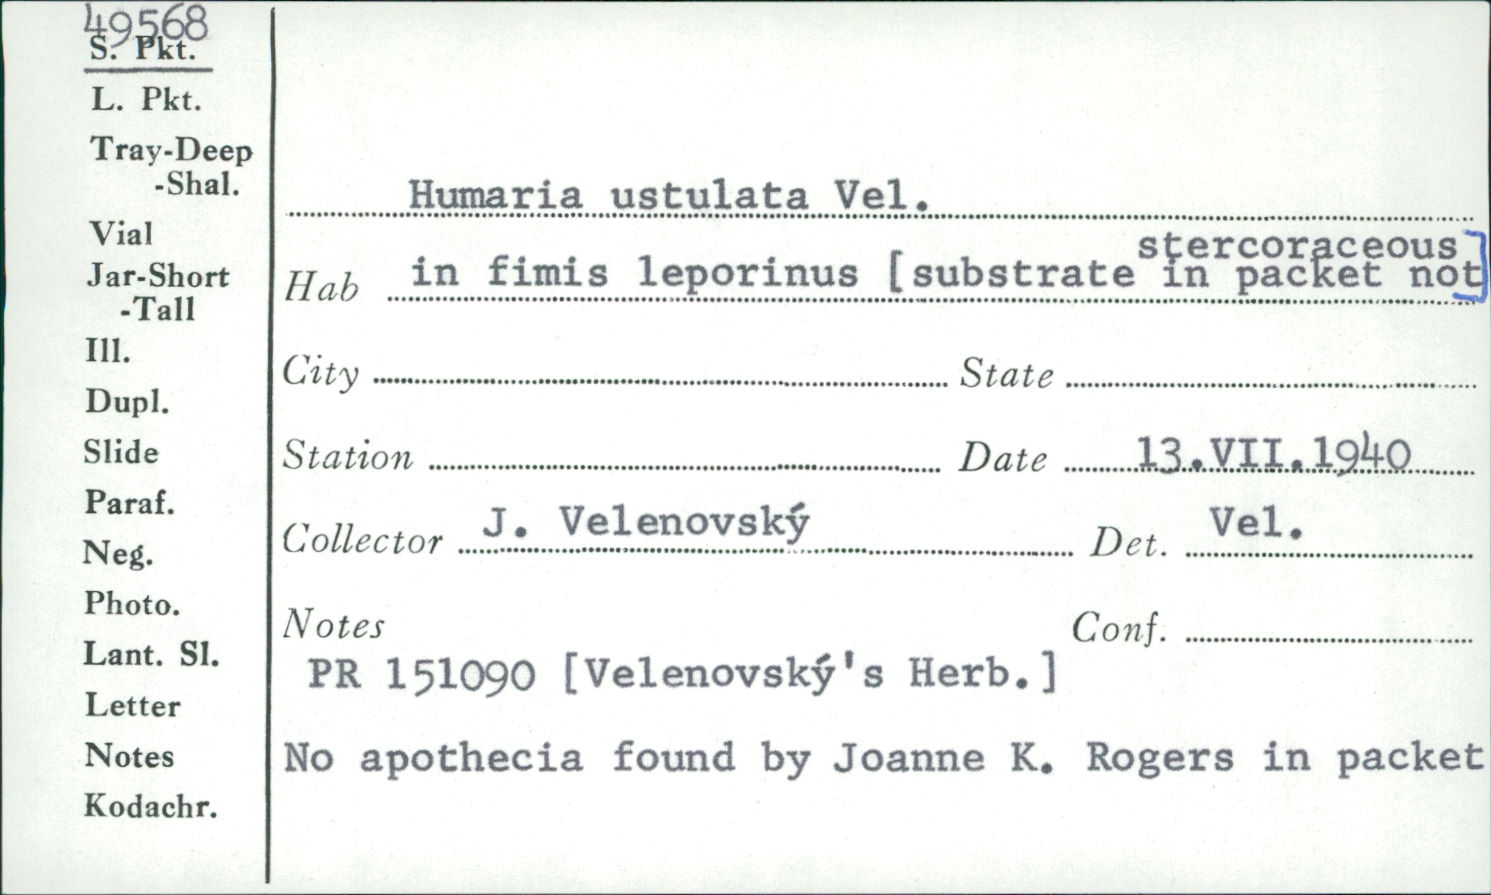 49568
S. Pkt.
L. Pkt.
Tray-Deep
-Shal.
Vial
Jar-Short
-Tall
Ill.
Dupl.
Slide
Paraf.
Neg.
Photo.
Lant. Sl.
Letter
Notes
Kodachr.
Humaria ustulata Vel.
stercoraceous]
Hab in fimis leporinus [substrate in packet not
City State
Station Date 13.VII.1940
Collector J. Velenovský Det. Vel.
Notes Conf.
PR 151090 [Velenovský's Herb.]
No apothecia found by Joanne K. Rogers in packet